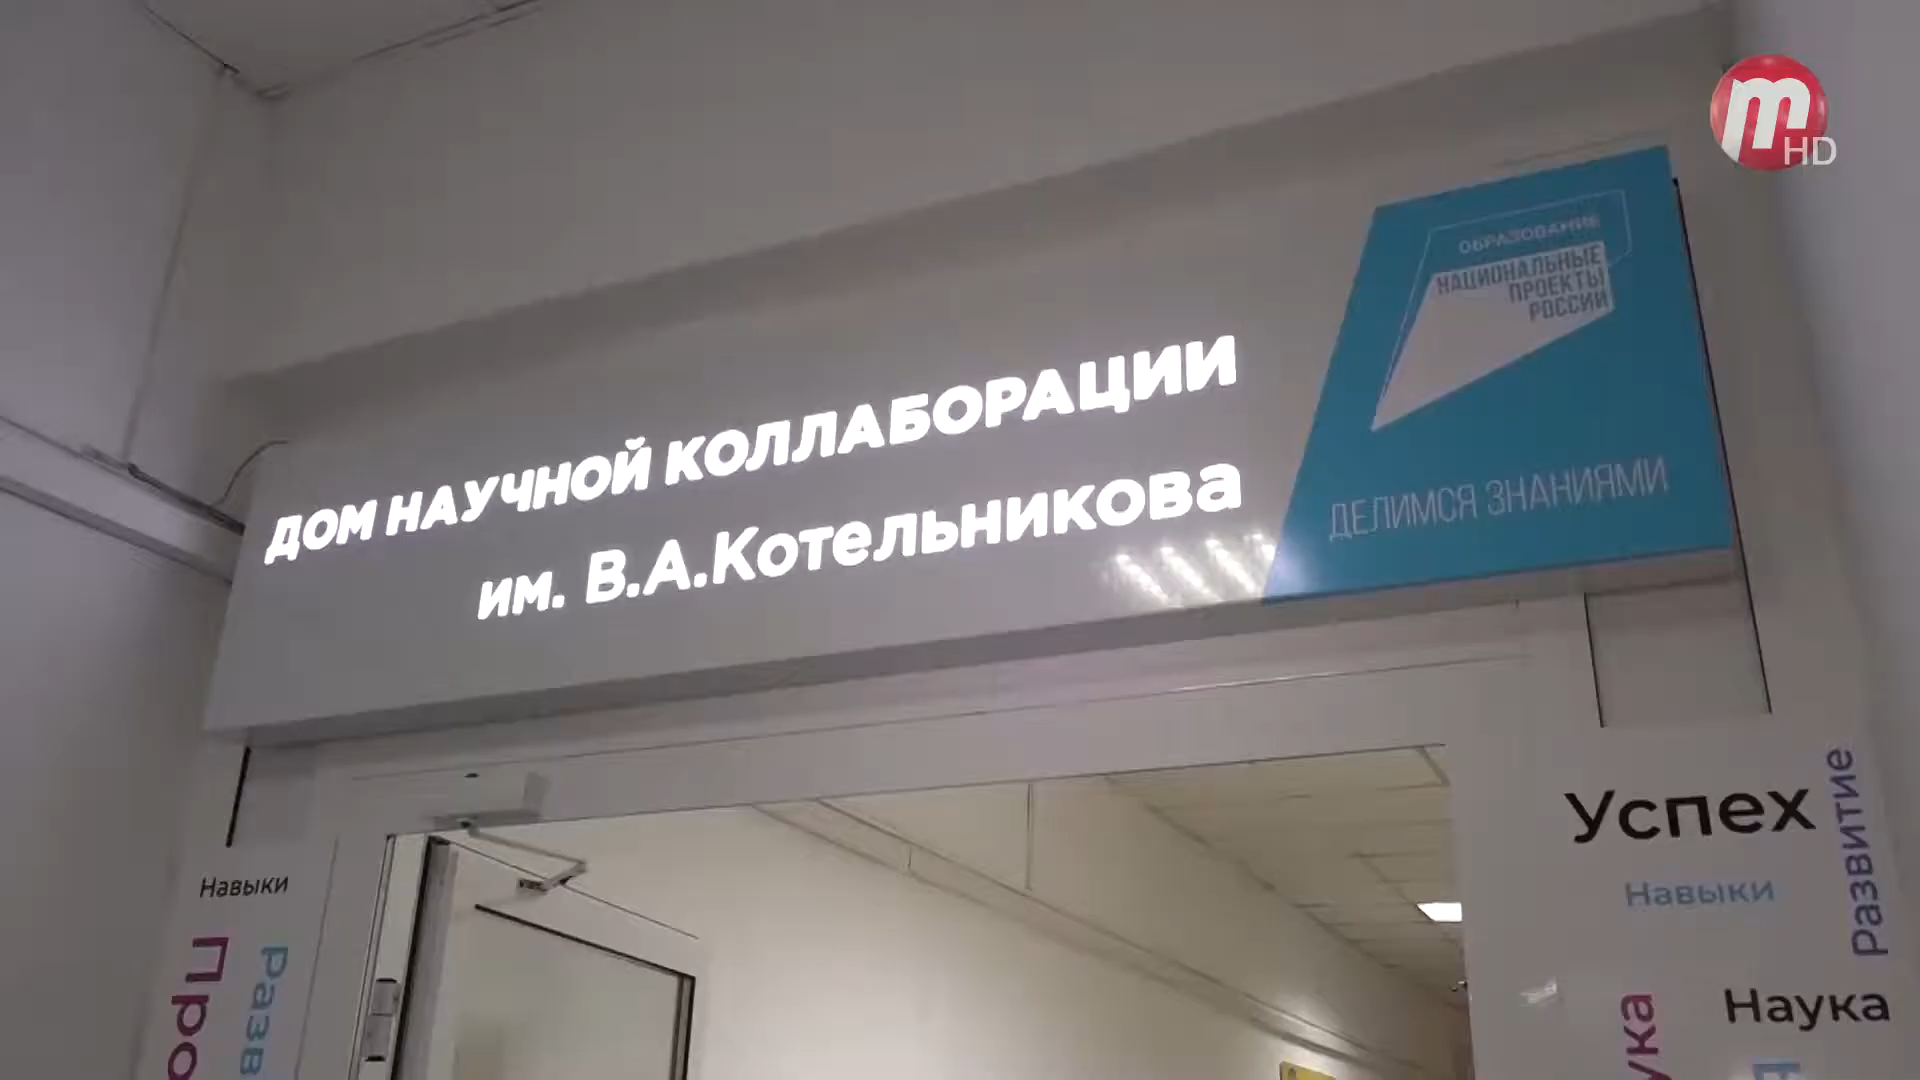 HD
ОБРАЗОВАНИЕ
НАЦИОНАЛЬНЫЕ
ПРОЕКТЫ
РОССИИ
ДЕЛИМСЯ ЗНАНИЯМИ
ДОМ НАУЧНОЙ КОЛЛАБОРАЦИИ
им. В.А.Котельникова
Навыки
Успех
Развитие
Навыки
Наука